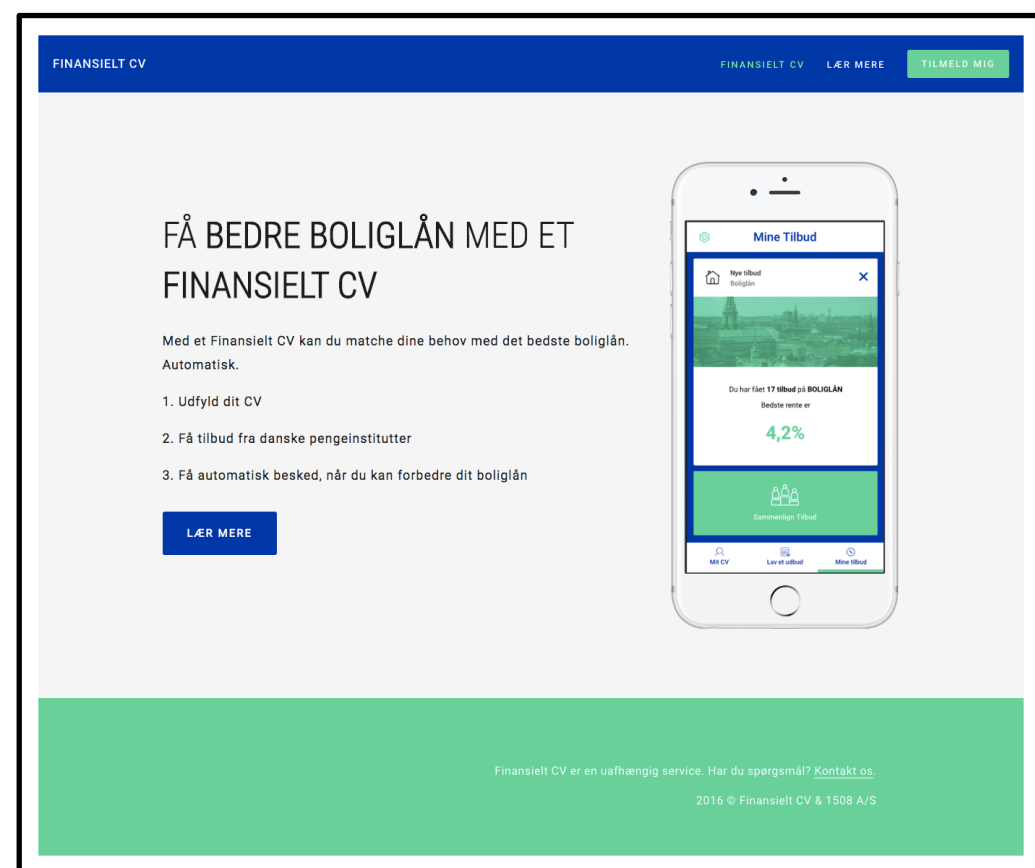 FINANSIELT CV
FINANSIELT CV LÆR MERE TILMELD MIG
FÅ BEDRE BOLIGLÅN MED ET
FINANSIELT CV
Med et Finansielt CV kan du matche dine behov med det bedste boliglån.
Automatisk.
1. Udfyld dit CV
2. Få tilbud fra danske pengeinstitutter
3. Få automatisk besked, når du kan forbedre dit boliglån
LÆR MERE
Mine Tilbud
Nye tilbud
Boliglån
Du har fået 17 tilbud på BOLIGLÅN
Bedste rente er
4,2%
Sammenlign Tilbud
Mit CV Lav et udbud Mine tilbud
Finansielt CV er en uafhængig service. Har du spørgsmål? Kontakt os.
2016 © Finansielt CV & 1508 A/S